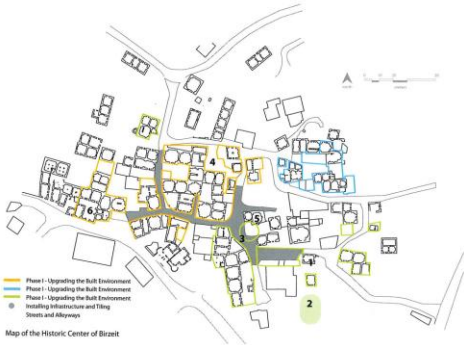 4
6
5
3
1
2
Phase I - Upgrading the Built Environment
Phase I - Upgrading the Built Environment
Phase I - Upgrading the Built Environment
Installing Infrastructure and Tiling
Streets and Alleyways
Map of the Historic Center of Birzeit